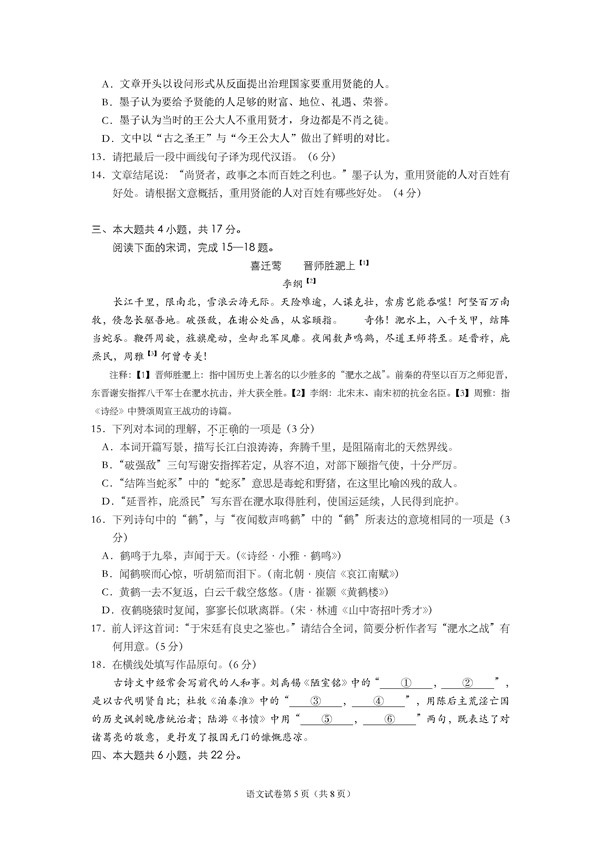 A．文章开头以设问形式从反面提出治理国家要重用贤能的人。
B．墨子认为要给予贤能的人足够的财富、地位、礼遇、荣誉。
C．墨子认为当时的王公大人不重用贤才，身边都是不肖之徒。
D．文中以“古之圣王”与“今王公大人”做出了鲜明的对比。
13．请把最后一段中画线句子译为现代汉语。（6 分）
14．文章结尾说：“尚贤者，政事之本而百姓之利也。”墨子认为，重用贤能的人对百姓有
好处。请根据文意概括，重用贤能的人对百姓有哪些好处。（4 分）
三、本大题共 4 小题，共 17 分。
阅读下面的宋词，完成 15—18 题。
喜迁莺 晋师胜淝上【1】
李纲【2】
长江千里，限南北，雪浪云涛无际。天险难逾，人谋克壮，索虏岂能吞噬！阿坚百万南
牧，倏忽长驱吾地。破强敌，在谢公处画，从容颐指。 奇伟！淝水上，八千戈甲，结阵
当蛇豕。鞭弭周旋，旌旗麾动，坐却北军风靡。夜闻数声鸣鹤，尽道王师将至。延晋祚，庇
烝民，周雅【3】何曾专美！
注释：【1】晋师胜淝上：指中国历史上著名的以少胜多的“淝水之战”。前秦的苻坚以百万之师犯晋，
东晋谢安指挥八千军士在淝水抗击，并大获全胜。【2】李纲：北宋末、南宋初的抗金名臣。【3】周雅：指
《诗经》中赞颂周宣王战功的诗篇。
15．下列对本词的理解，不正确的一项是（3 分）
A．本词开篇写景，描写长江白浪涛涛，奔腾千里，是阻隔南北的天然界线。
B．“破强敌”三句写谢安指挥若定，从容不迫，对部下颐指气使，十分严厉。
C．“结阵当蛇豕”中的“蛇豕”意思是毒蛇和野猪，在这里比喻凶残的敌人。
D．“延晋祚，庇烝民”写东晋在淝水取得胜利，使国运延续，人民得到庇护。
16．下列诗句中的“鹤”，与“夜闻数声鸣鹤”中的“鹤”所表达的意境相同的一项是（3
分）
A．鹤鸣于九皋，声闻于天。（《诗经·小雅·鹤鸣》）
B．闻鹤唳而心惊，听胡笳而泪下。（南北朝·庾信《哀江南赋》）
C．黄鹤一去不复返，白云千载空悠悠。（唐·崔颢《黄鹤楼》）
D．夜鹤晓猿时复闻，寥寥长似耿离群。（宋·林逋《山中寄招叶秀才》）
17．前人评这首词：“于宋廷有良史之鉴也。”请结合全词，简要分析作者写“淝水之战”有
何用意。（5 分）
18．在横线处填写作品原句。（6 分）
古诗文中经常会写前代的人和事。刘禹锡《陋室铭》中的“ ① ， ② ”，
是以古代明贤自比；杜牧《泊秦淮》中的“ ③ ， ④ ”，用陈后主荒淫亡国
的历史讽刺晚唐统治者；陆游《书愤》中用“ ⑤ ， ⑥ ”两句，既表达了对
诸葛亮的敬意，更抒发了报国无门的慷慨悲凉。
四、本大题共 6 小题，共 22 分。
语文试卷第 5 页（共 8 页）